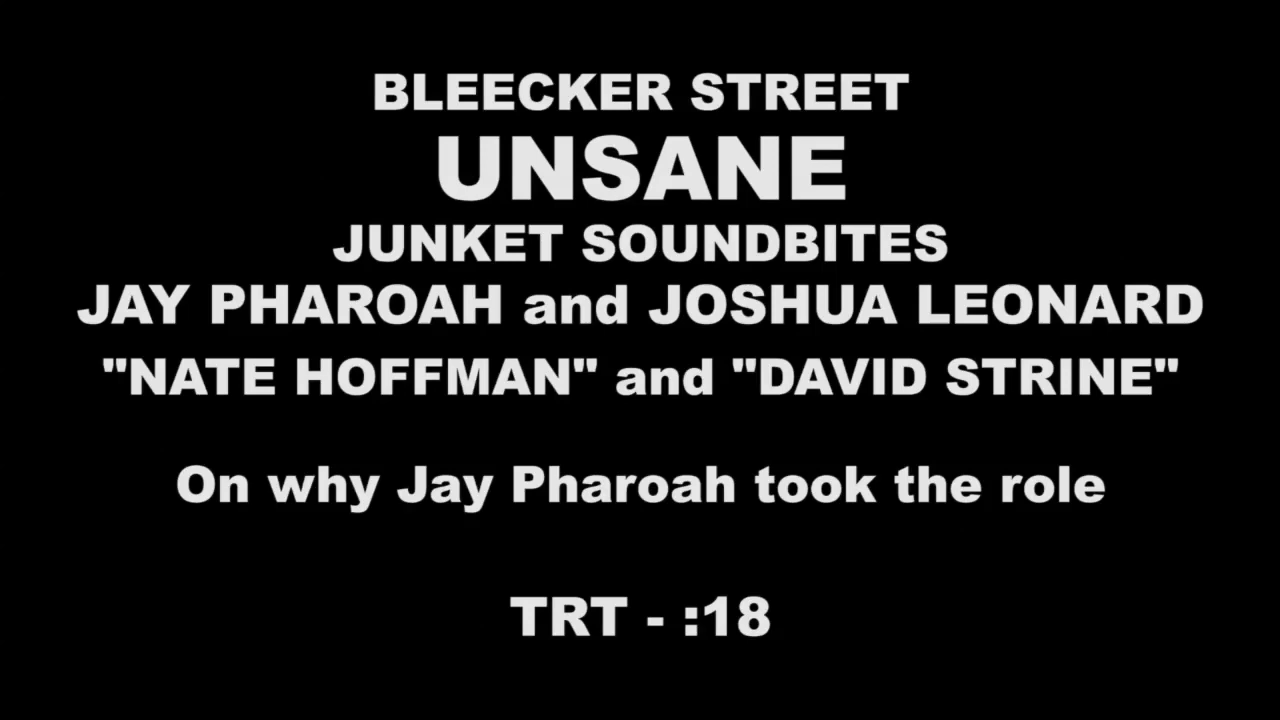 BLEECKER STREET
UNSANE
JUNKET SOUNDBITES
JAY PHAROAH and JOSHUA LEONARD
"NATE HOFFMAN" and "DAVID STRINE"
On why Jay Pharoah took the role
TRT - :18